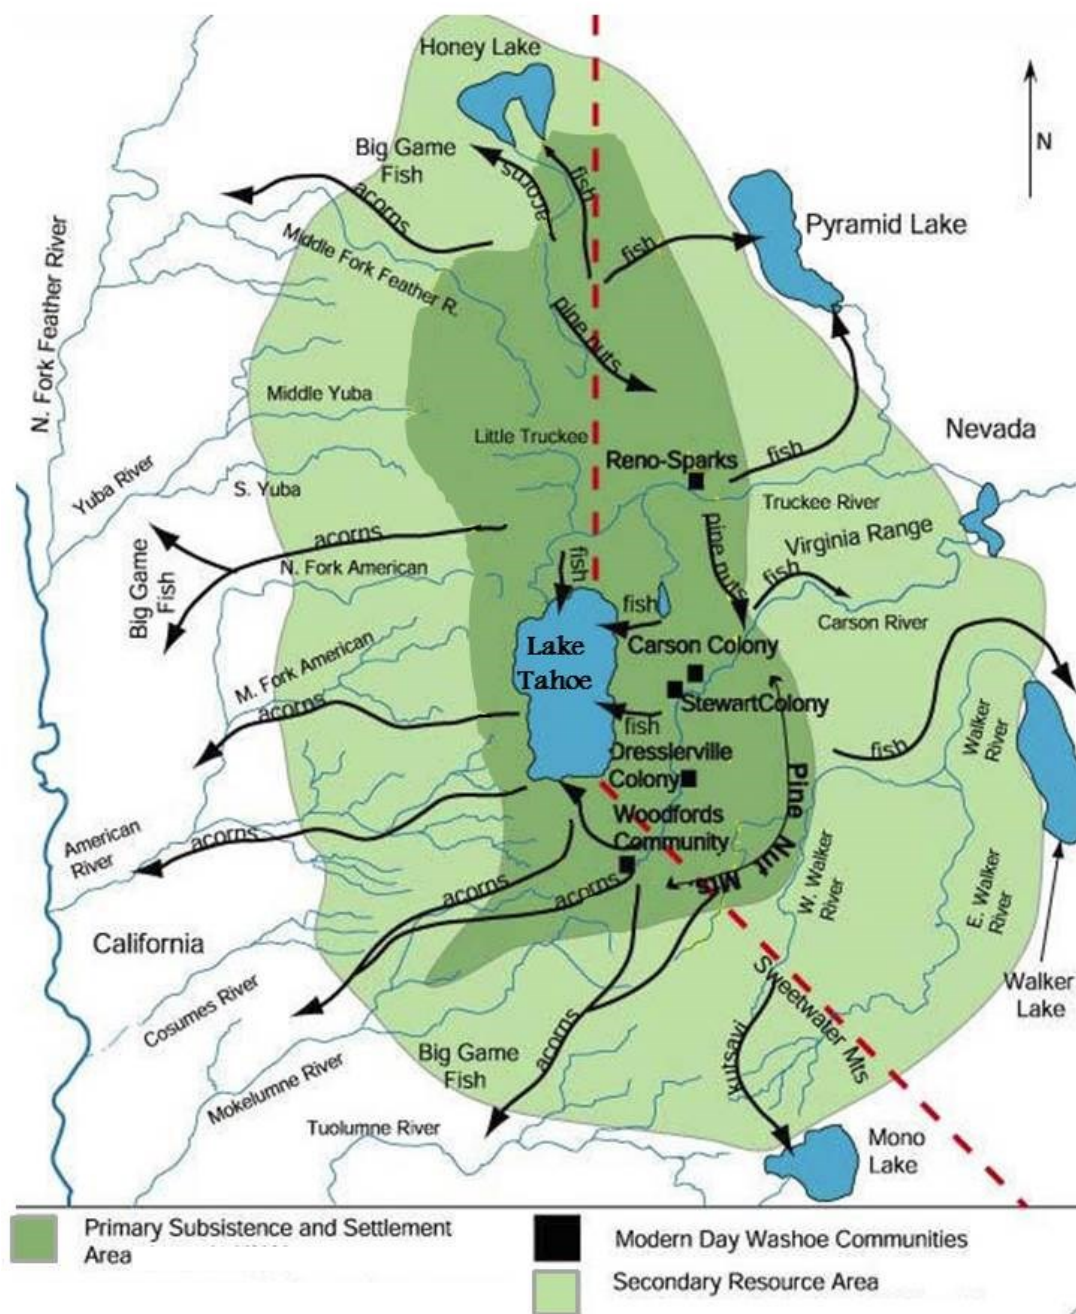 Honey Lake
Big Game
Fish
acorns
acorns
fish
N
Pyramid Lake
fish
Middle Fork Feather R.
N. Fork Feather River
pine nuts
Middle Yuba
Little Truckee
Nevada
Reno-Sparks
fish
Yuba River
S. Yuba
Truckee River
pine nuts
Virginia Range
acorns
Big Game
Fish
N. Fork American
fish
fish
fish
Carson River
Lake
Tahoe
Carson Colony
M. Fork American
acorns
StewartColony
fish
fish
Walker
River
Dresslerville
Colony
Pine Nut Mts
Woodfords
Community
American
River
acorns
acorns
acorns
W. Walker
River
E. Walker
River
California
Cosumes River
Sweetwater Mts
Walker
Lake
Mokelumne River
Big Game
Fish
acorns
kutsavi
Tuolumne River
Mono
Lake
Primary Subsistence and Settlement
Area
Modern Day Washoe Communities
Secondary Resource Area